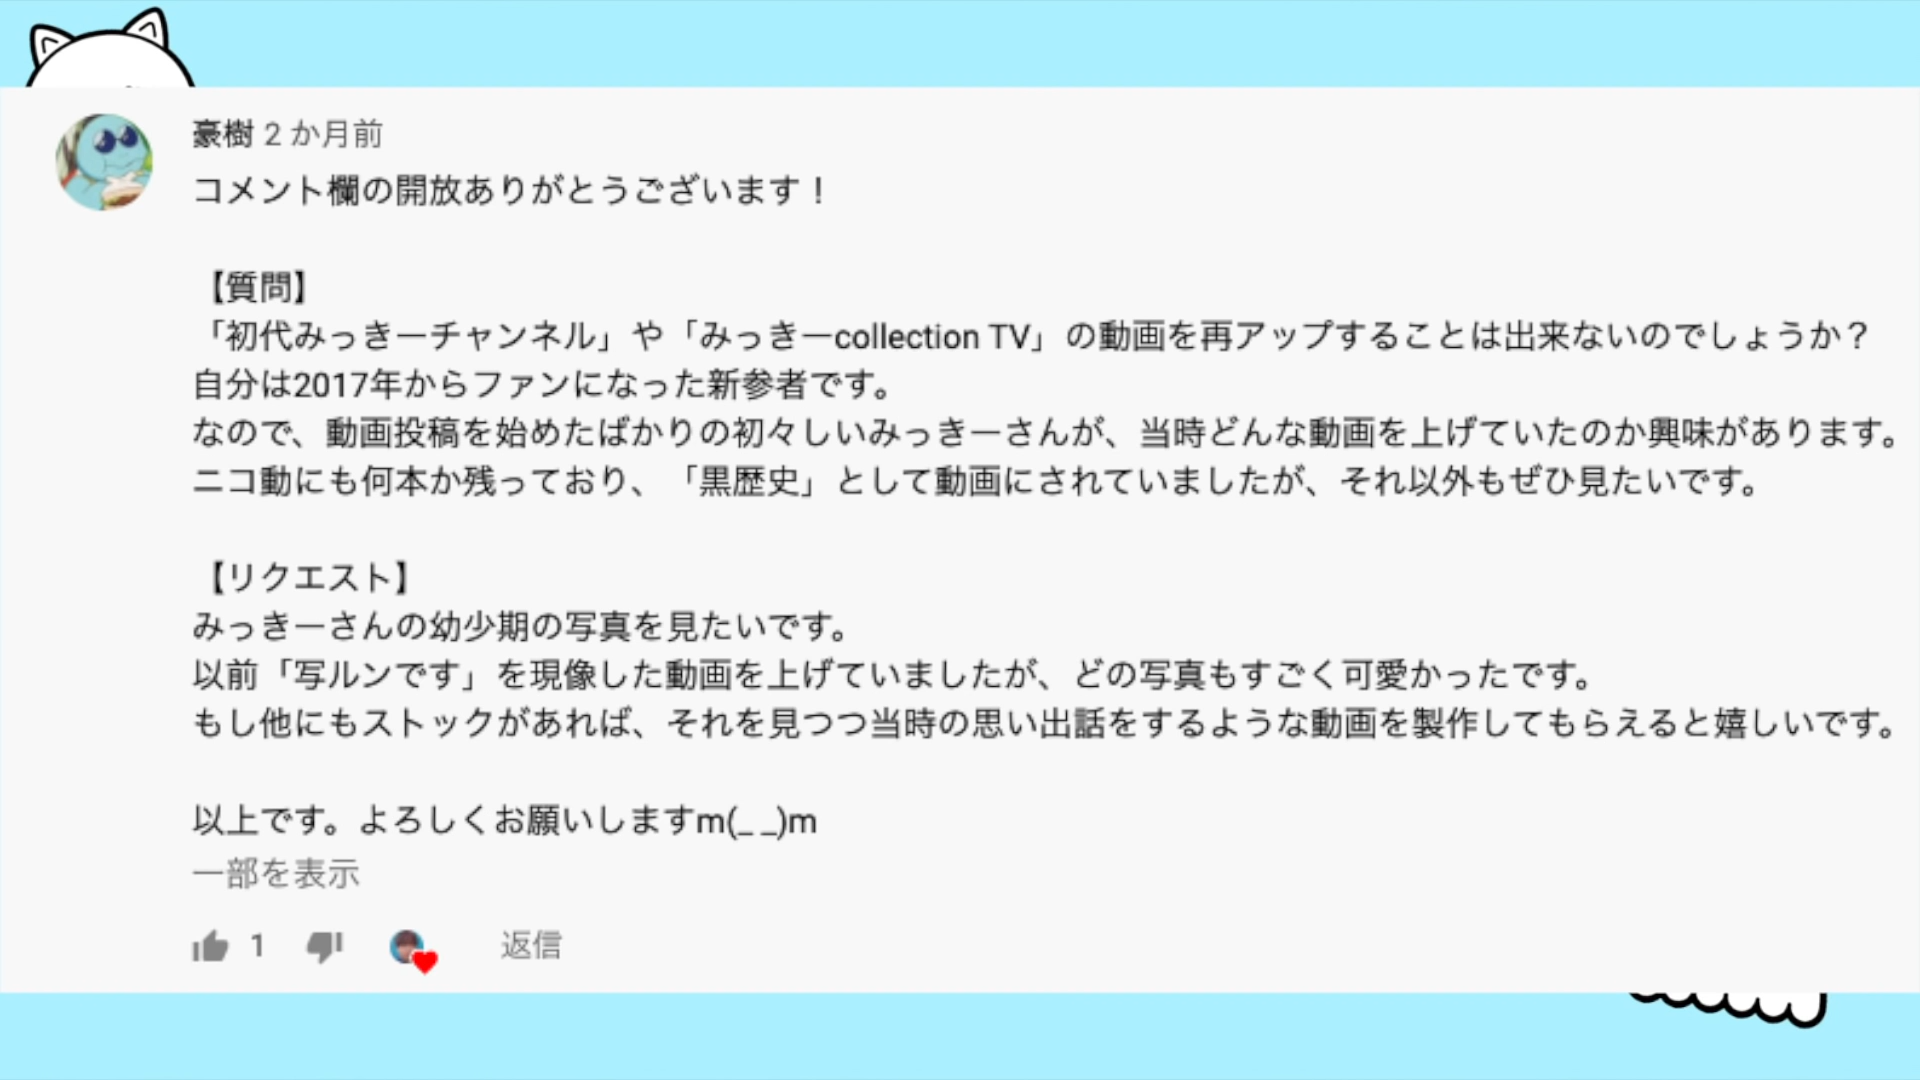 豪樹 2 か月前
コメント欄の開放ありがとうございます！
【質問】
「初代みっきーチャンネル」や「みっきーcollection TV」の動画を再アップすることは出来ないのでしょうか？
自分は2017年からファンになった新参者です。
なので、動画投稿を始めたばかりの初々しいみっきーさんが、当時どんな動画を上げていたのか興味があります。
ニコ動にも何本か残っており、「黒歴史」として動画にされていましたが、それ以外もぜひ見たいです。
【リクエスト】
みっきーさんの幼少期の写真を見たいです。
以前「写ルンです」を現像した動画を上げていましたが、どの写真もすごく可愛かったです。
もし他にもストックがあれば、それを見つつ当時の思い出話をするような動画を製作してもらえると嬉しいです。
以上です。よろしくお願いしますm(_ _)m
一部を表示
1 返信